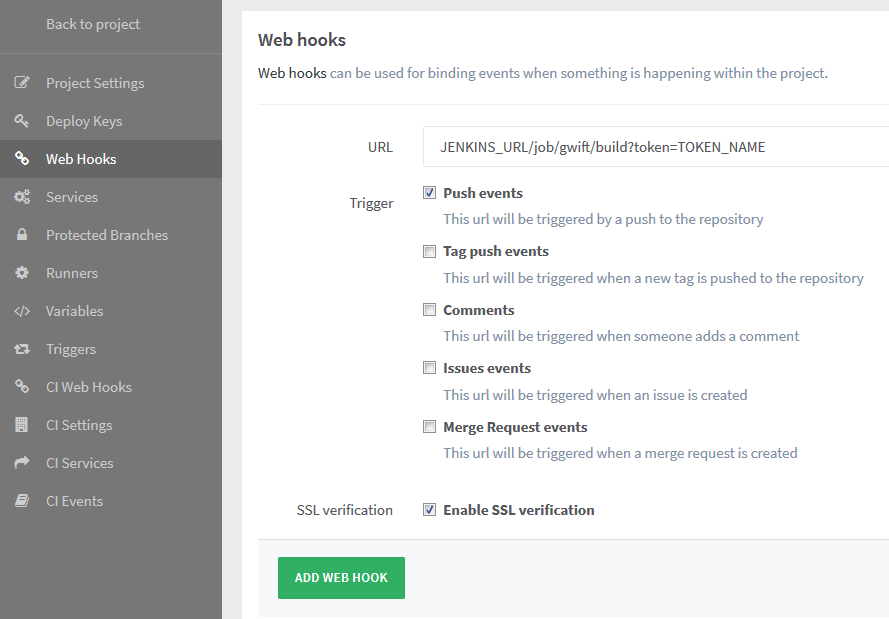 Back to project
Project Settings
Deploy Keys
Web Hooks
Services
Protected Branches
Runners
Variables
Triggers
CI Web Hooks
CI Settings
CI Services
CI Events
Web hooks
Web hooks can be used for binding events when something is happening within the project.
URL JENKINS_URL/job/gwift/build?token=TOKEN_NAME
Trigger Push events
This url will be triggered by a push to the repository
Tag push events
This url will be triggered when a new tag is pushed to the repository
Comments
This url will be triggered when someone adds a comment
Issues events
This url will be triggered when an issue is created
Merge Request events
This url will be triggered when a merge request is created
SSL verification Enable SSL verification
ADD WEB HOOK